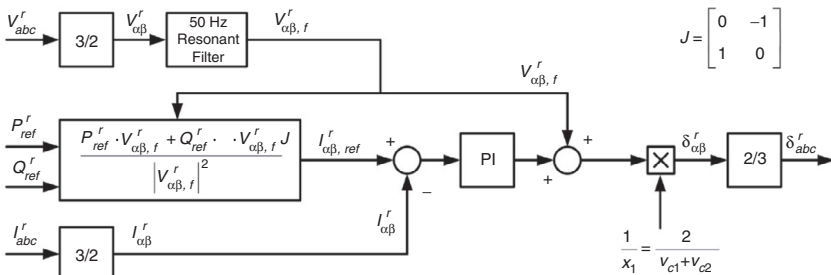 V^r_abc
3/2
V^r_αβ
50 Hz
Resonant
Filter
V^r_αβ, f
J = [0 −1
1 0]
V^r_αβ, f
P^r_ref
Q^r_ref
P^r_ref · V^r_αβ, f + Q^r_ref · · V^r_αβ, f J
|V^r_αβ, f|^2
I^r_αβ, ref
+
−
PI
+
+
×
δ^r_αβ
2/3
δ^r_abc
I^r_abc
3/2
I^r_αβ
I^r_αβ
1/x_1 = 2/(v_c1+v_c2)